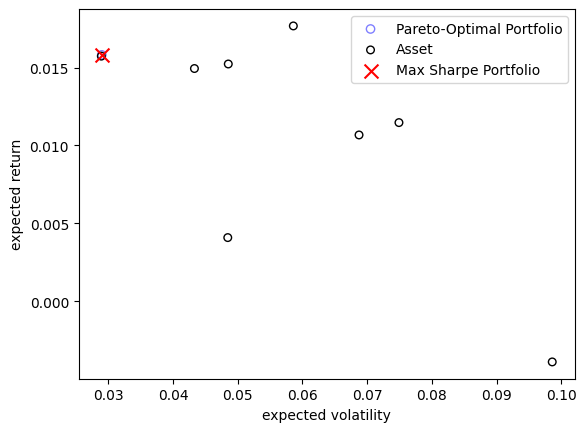 Pareto-Optimal Portfolio
Asset
Max Sharpe Portfolio
0.015
0.010
0.005
0.000
expected return
0.03 0.04 0.05 0.06 0.07 0.08 0.09 0.10
expected volatility